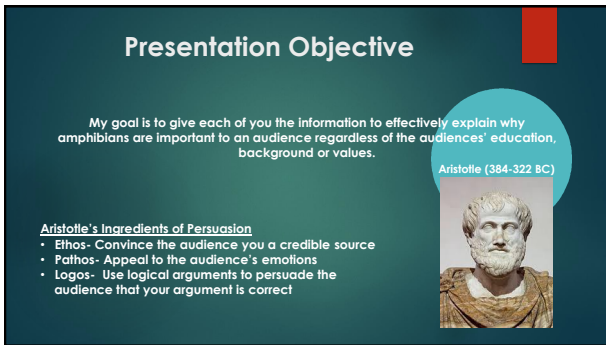 Presentation Objective
My goal is to give each of you the information to effectively explain why
amphibians are important to an audience regardless of the audiences' education,
background or values.
Aristotle (384-322 BC)
Aristotle's Ingredients of Persuasion
• Ethos- Convince the audience you a credible source
• Pathos- Appeal to the audience's emotions
• Logos- Use logical arguments to persuade the
audience that your argument is correct